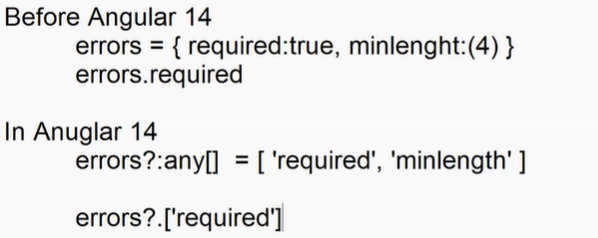 Before Angular 14
errors = { required:true, minlenght:(4) }
errors.required
In Anuglar 14
errors?:any[] = [ 'required', 'minlength' ]
errors?.['required']